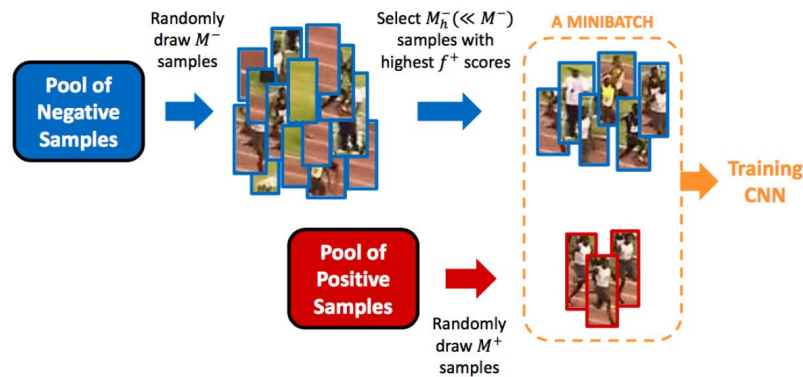 Randomly
draw M⁻
samples
Select M_h⁻(≪ M⁻)
samples with
highest f⁺ scores
A MINIBATCH
Pool of
Negative
Samples
Training
CNN
Pool of
Positive
Samples
Randomly
draw M⁺
samples